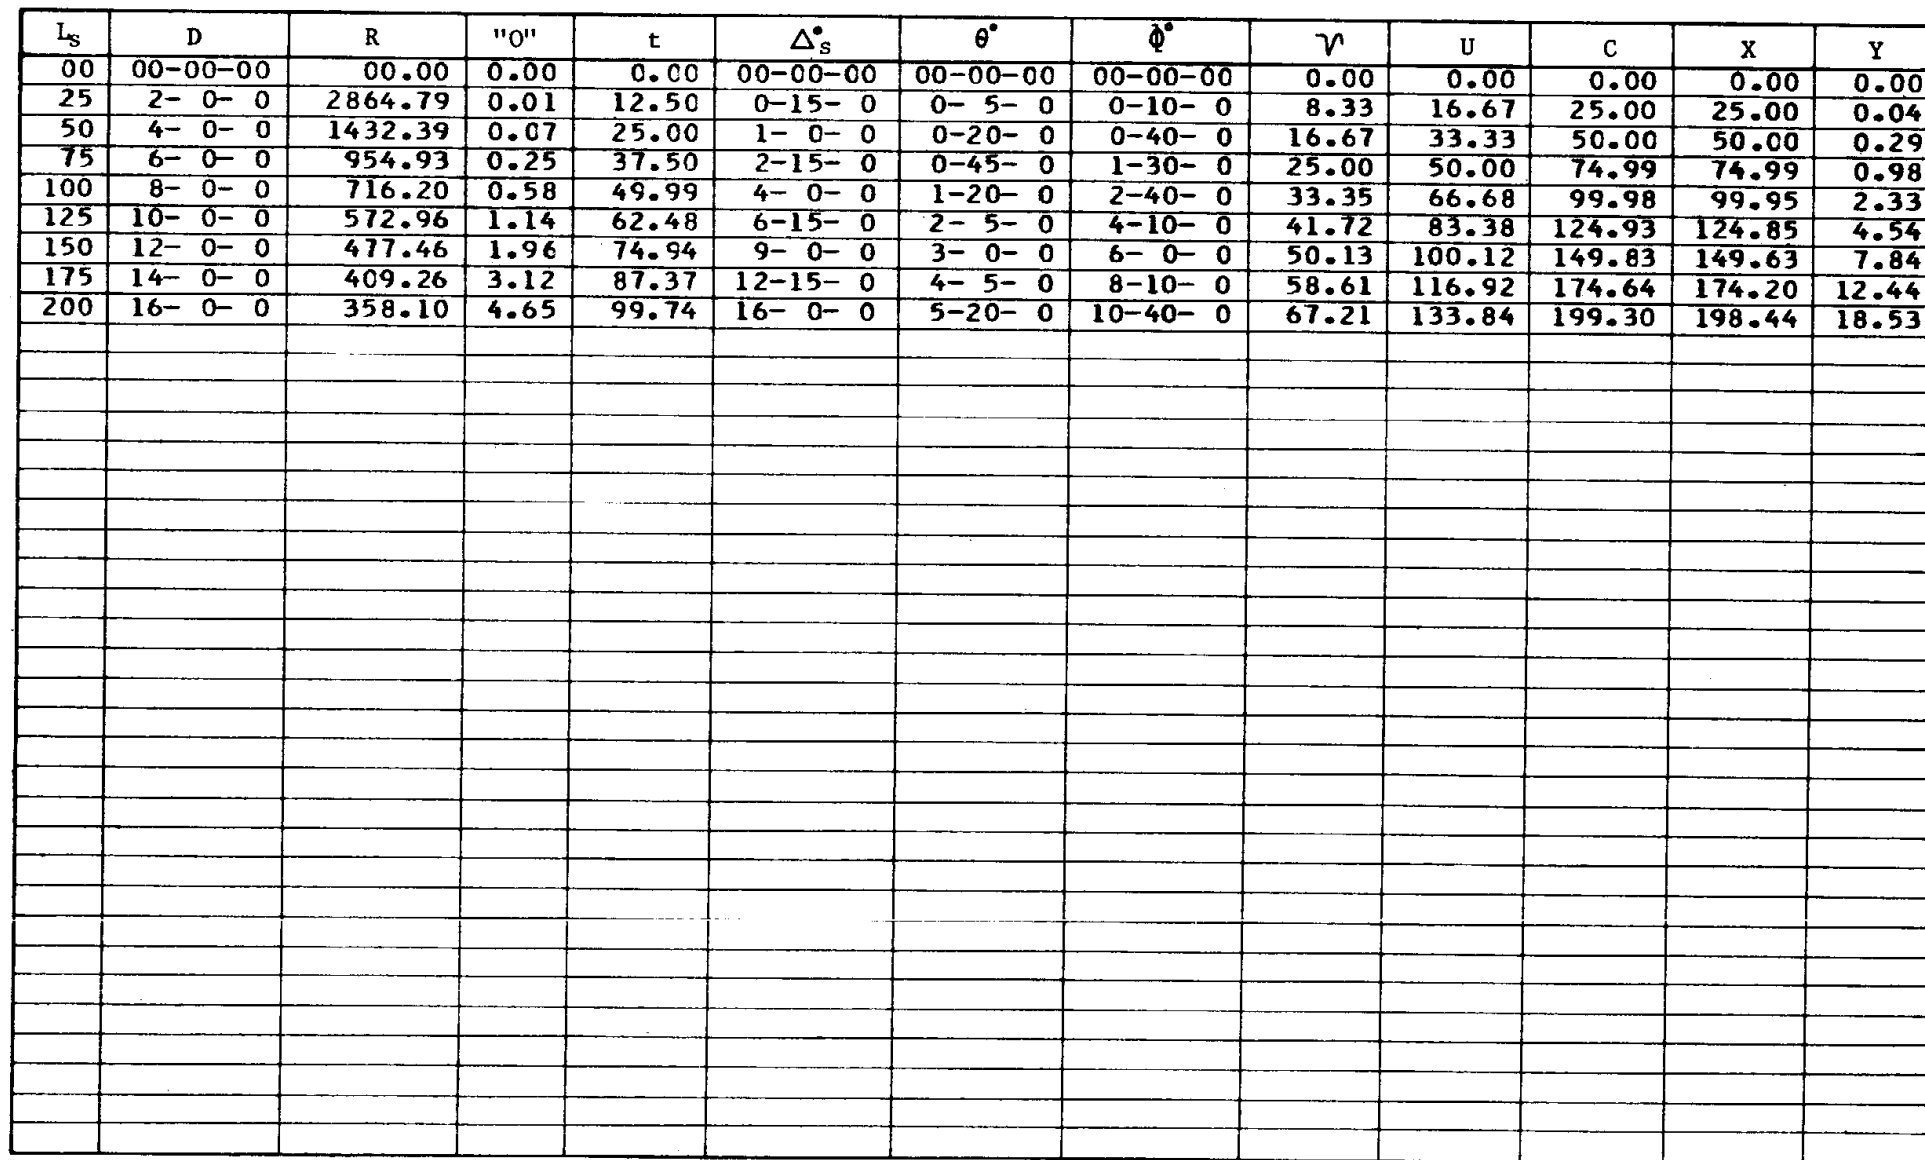 Ls D R "O" t Δ°s θ° Φ° V U C X Y
00 00-00-00 00.00 0.00 0.00 00-00-00 00-00-00 00-00-00 0.00 0.00 0.00 0.00 0.00
25 2- 0- 0 2864.79 0.01 12.50 0-15- 0 0- 5- 0 0-10- 0 8.33 16.67 25.00 25.00 0.04
50 4- 0- 0 1432.39 0.07 25.00 1- 0- 0 0-20- 0 0-40- 0 16.67 33.33 50.00 50.00 0.29
75 6- 0- 0 954.93 0.25 37.50 2-15- 0 0-45- 0 1-30- 0 25.00 50.00 74.99 74.99 0.98
100 8- 0- 0 716.20 0.58 49.99 4- 0- 0 1-20- 0 2-40- 0 33.35 66.68 99.98 99.95 2.33
125 10- 0- 0 572.96 1.14 62.48 6-15- 0 2- 5- 0 4-10- 0 41.72 83.38 124.93 124.85 4.54
150 12- 0- 0 477.46 1.96 74.94 9- 0- 0 3- 0- 0 6- 0- 0 50.13 100.12 149.83 149.63 7.84
175 14- 0- 0 409.26 3.12 87.37 12-15- 0 4- 5- 0 8-10- 0 58.61 116.92 174.64 174.20 12.44
200 16- 0- 0 358.10 4.65 99.74 16- 0- 0 5-20- 0 10-40- 0 67.21 133.84 199.30 198.44 18.53